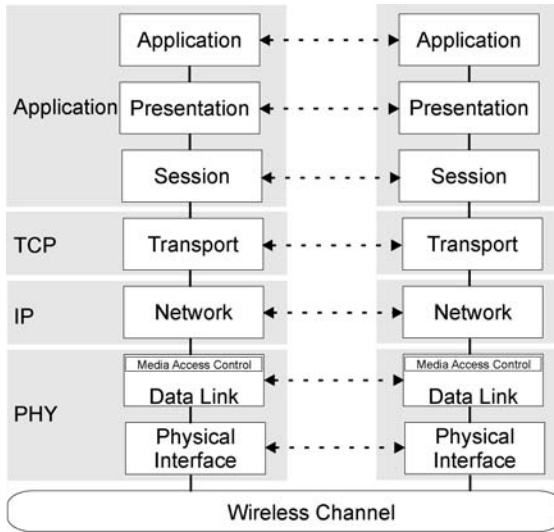 Application Application
Application Presentation Presentation
Session Session
TCP Transport Transport
IP Network Network
Media Access Control Media Access Control
PHY Data Link Data Link
Physical Interface Physical Interface
Wireless Channel